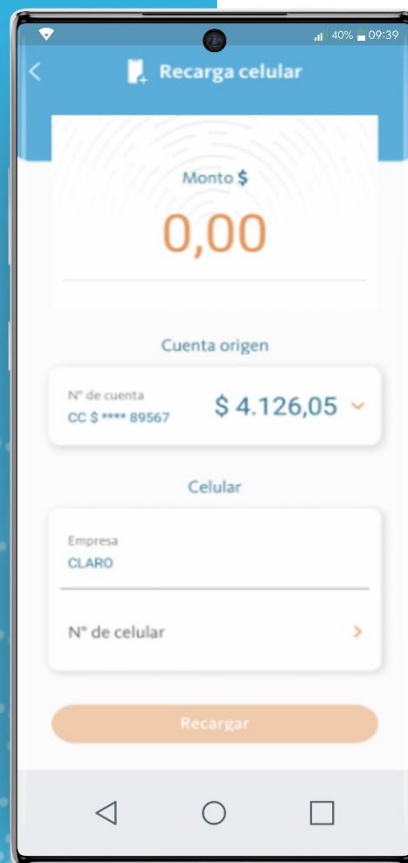 40% 09:39
Recarga celular
Monto $
0,00
Cuenta origen
N° de cuenta
CC $ **** 89567
$ 4.126,05
Celular
Empresa
CLARO
N° de celular
Recargar